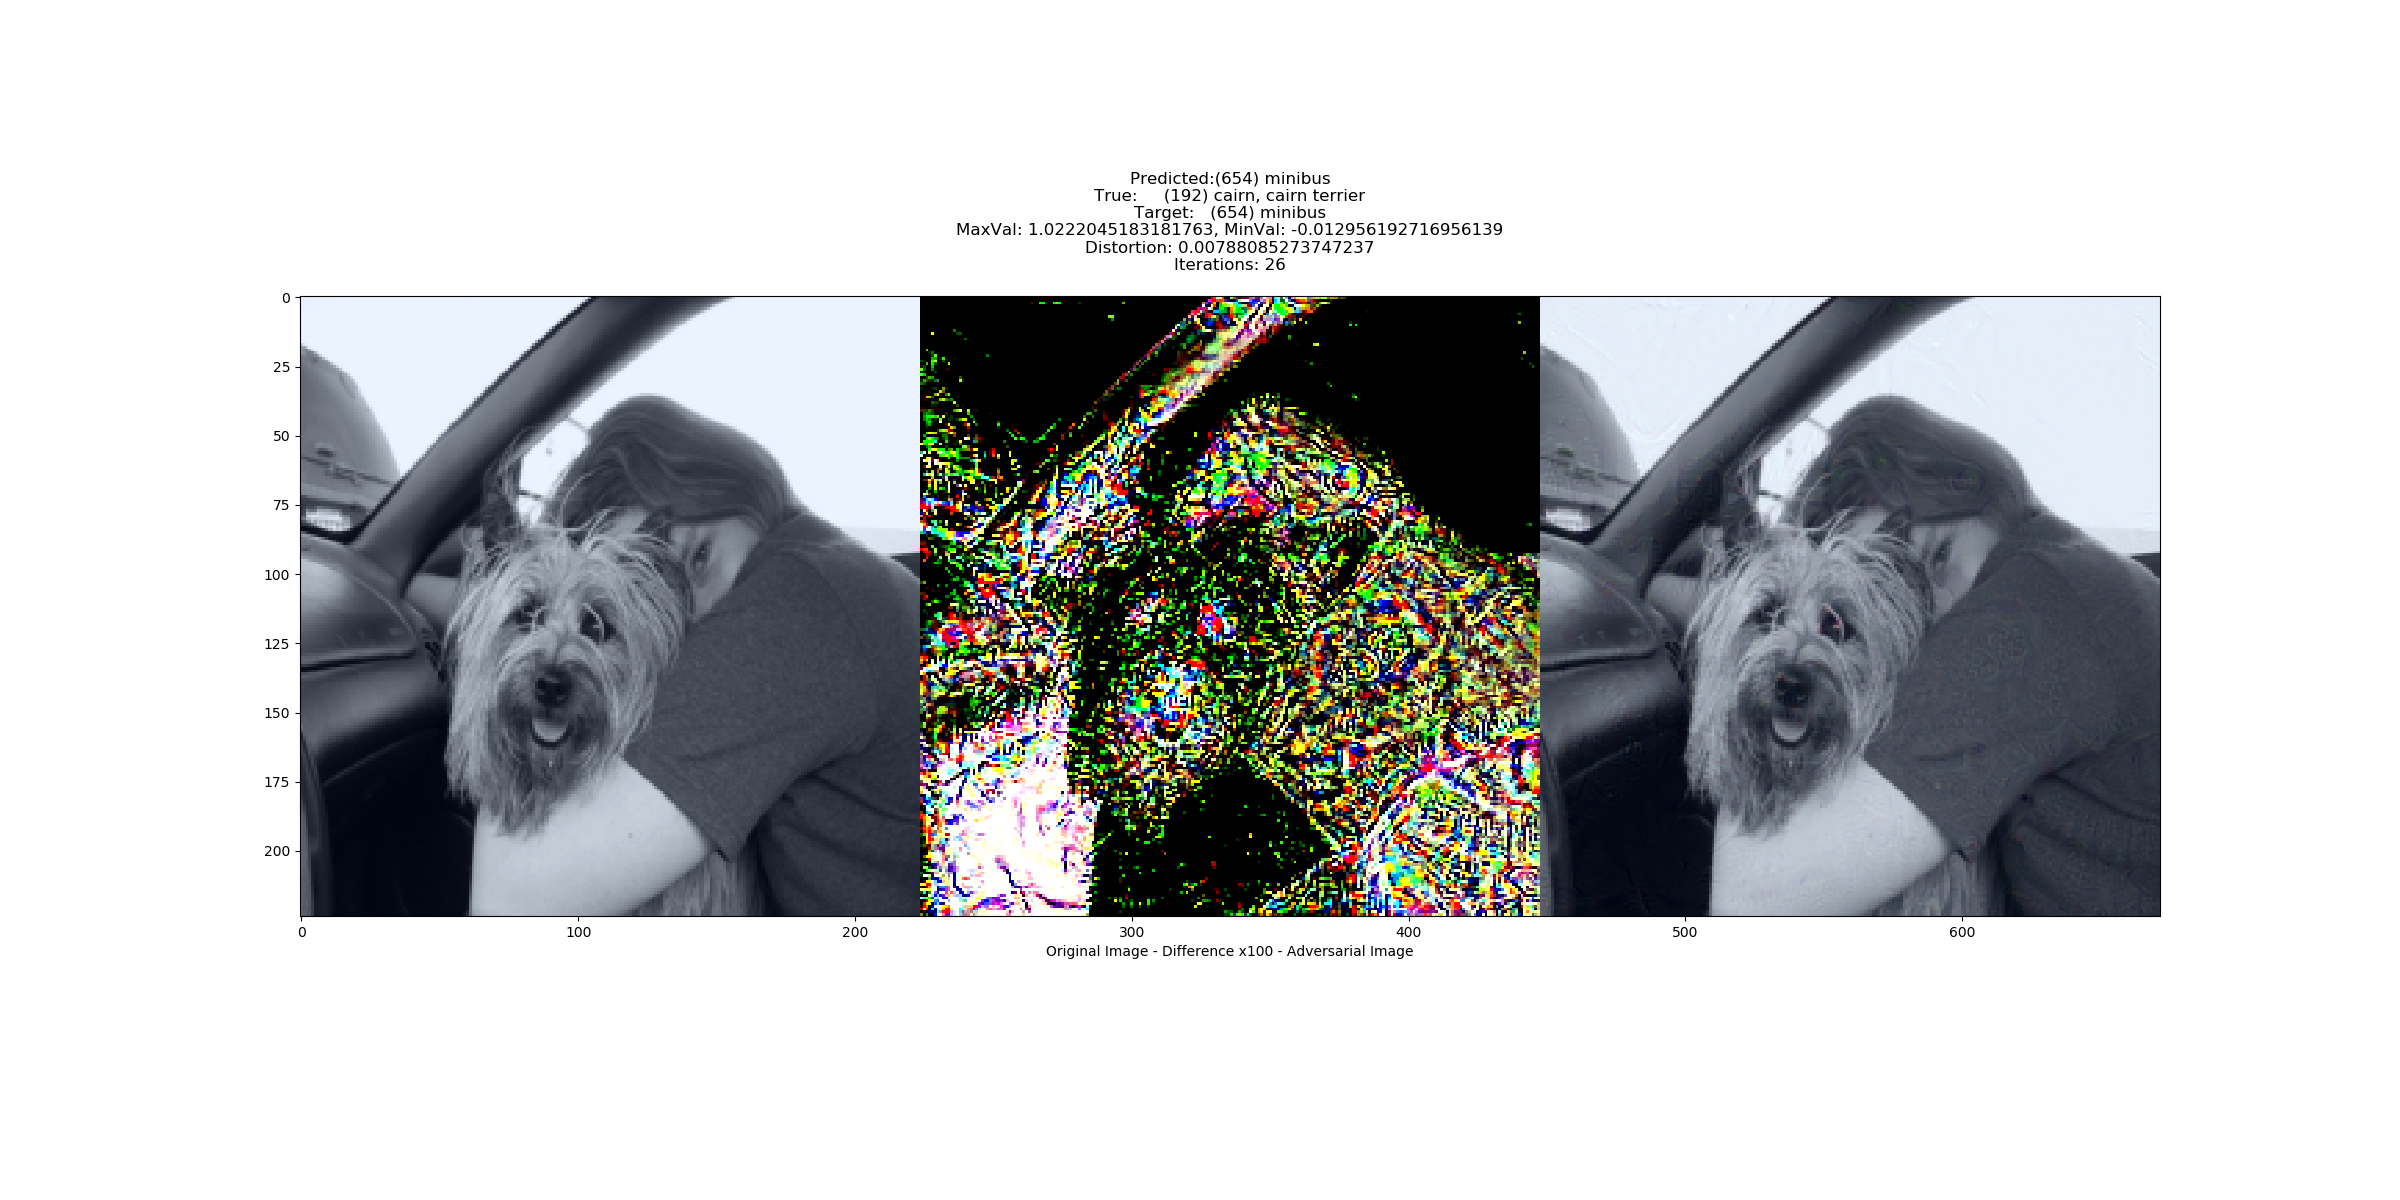 Predicted:(654) minibus
True: (192) cairn, cairn terrier
Target: (654) minibus
MaxVal: 1.0222045183181763, MinVal: -0.012956192716956139
Distortion: 0.00788085273747237
Iterations: 26
0
25
50
75
100
125
150
175
200
0 100 200 300 400 500 600
Original Image - Difference x100 - Adversarial Image